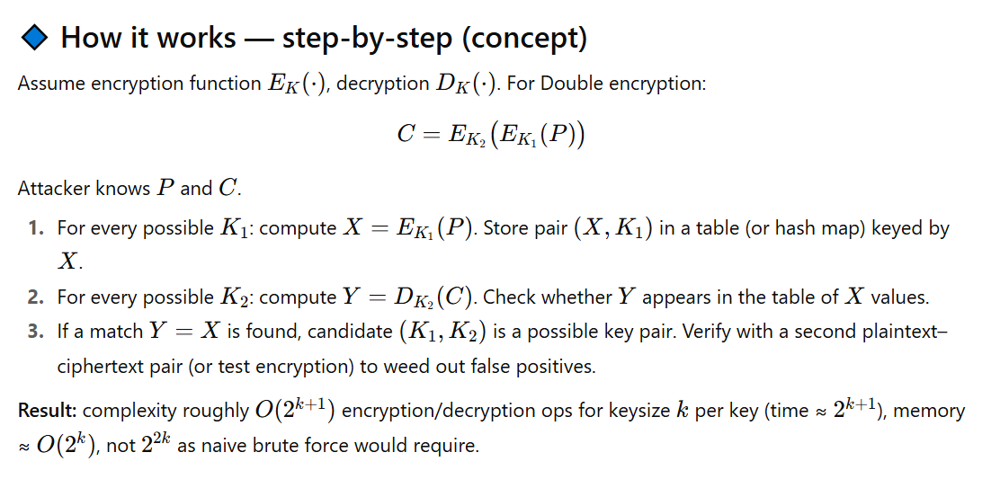 How it works — step-by-step (concept)
Assume encryption function E_K(·), decryption D_K(·). For Double encryption:
C = E_{K_2}(E_{K_1}(P))
Attacker knows P and C.
1. For every possible K_1: compute X = E_{K_1}(P). Store pair (X, K_1) in a table (or hash map) keyed by
X.
2. For every possible K_2: compute Y = D_{K_2}(C). Check whether Y appears in the table of X values.
3. If a match Y = X is found, candidate (K_1, K_2) is a possible key pair. Verify with a second plaintext–
ciphertext pair (or test encryption) to weed out false positives.
Result: complexity roughly O(2^{k+1}) encryption/decryption ops for keysize k per key (time ≈ 2^{k+1}), memory
≈ O(2^k), not 2^{2k} as naive brute force would require.